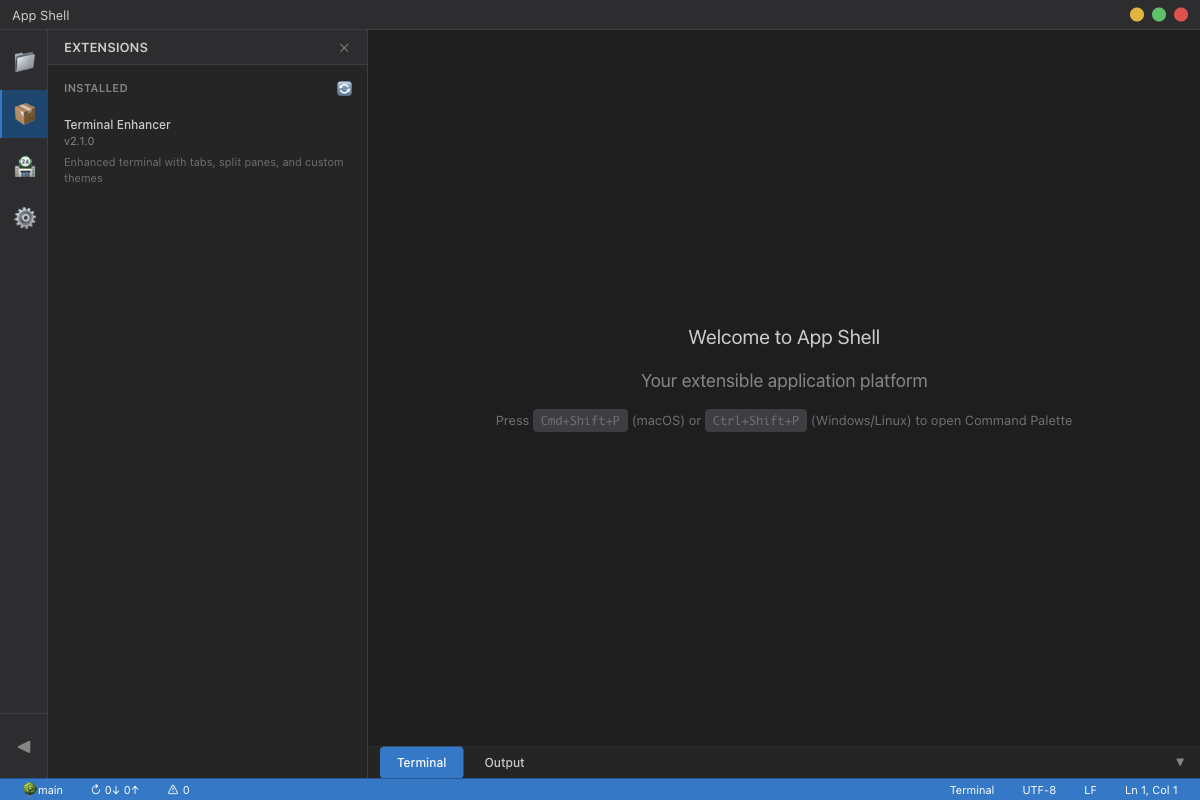 App Shell
EXTENSIONS
INSTALLED
Terminal Enhancer
v2.1.0
Enhanced terminal with tabs, split panes, and custom
themes
Welcome to App Shell
Your extensible application platform
Press Cmd+Shift+P (macOS) or Ctrl+Shift+P (Windows/Linux) to open Command Palette
Terminal Output
main 0↓ 0↑ 0 Terminal UTF-8 LF Ln 1, Col 1